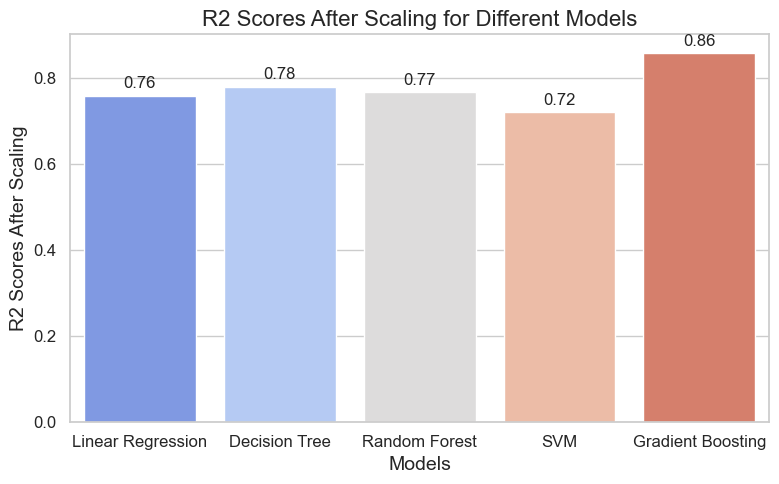 R2 Scores After Scaling for Different Models
R2 Scores After Scaling
0.8
0.6
0.4
0.2
0.0
0.76
0.78
0.77
0.72
0.86
Linear Regression
Decision Tree
Random Forest
SVM
Gradient Boosting
Models